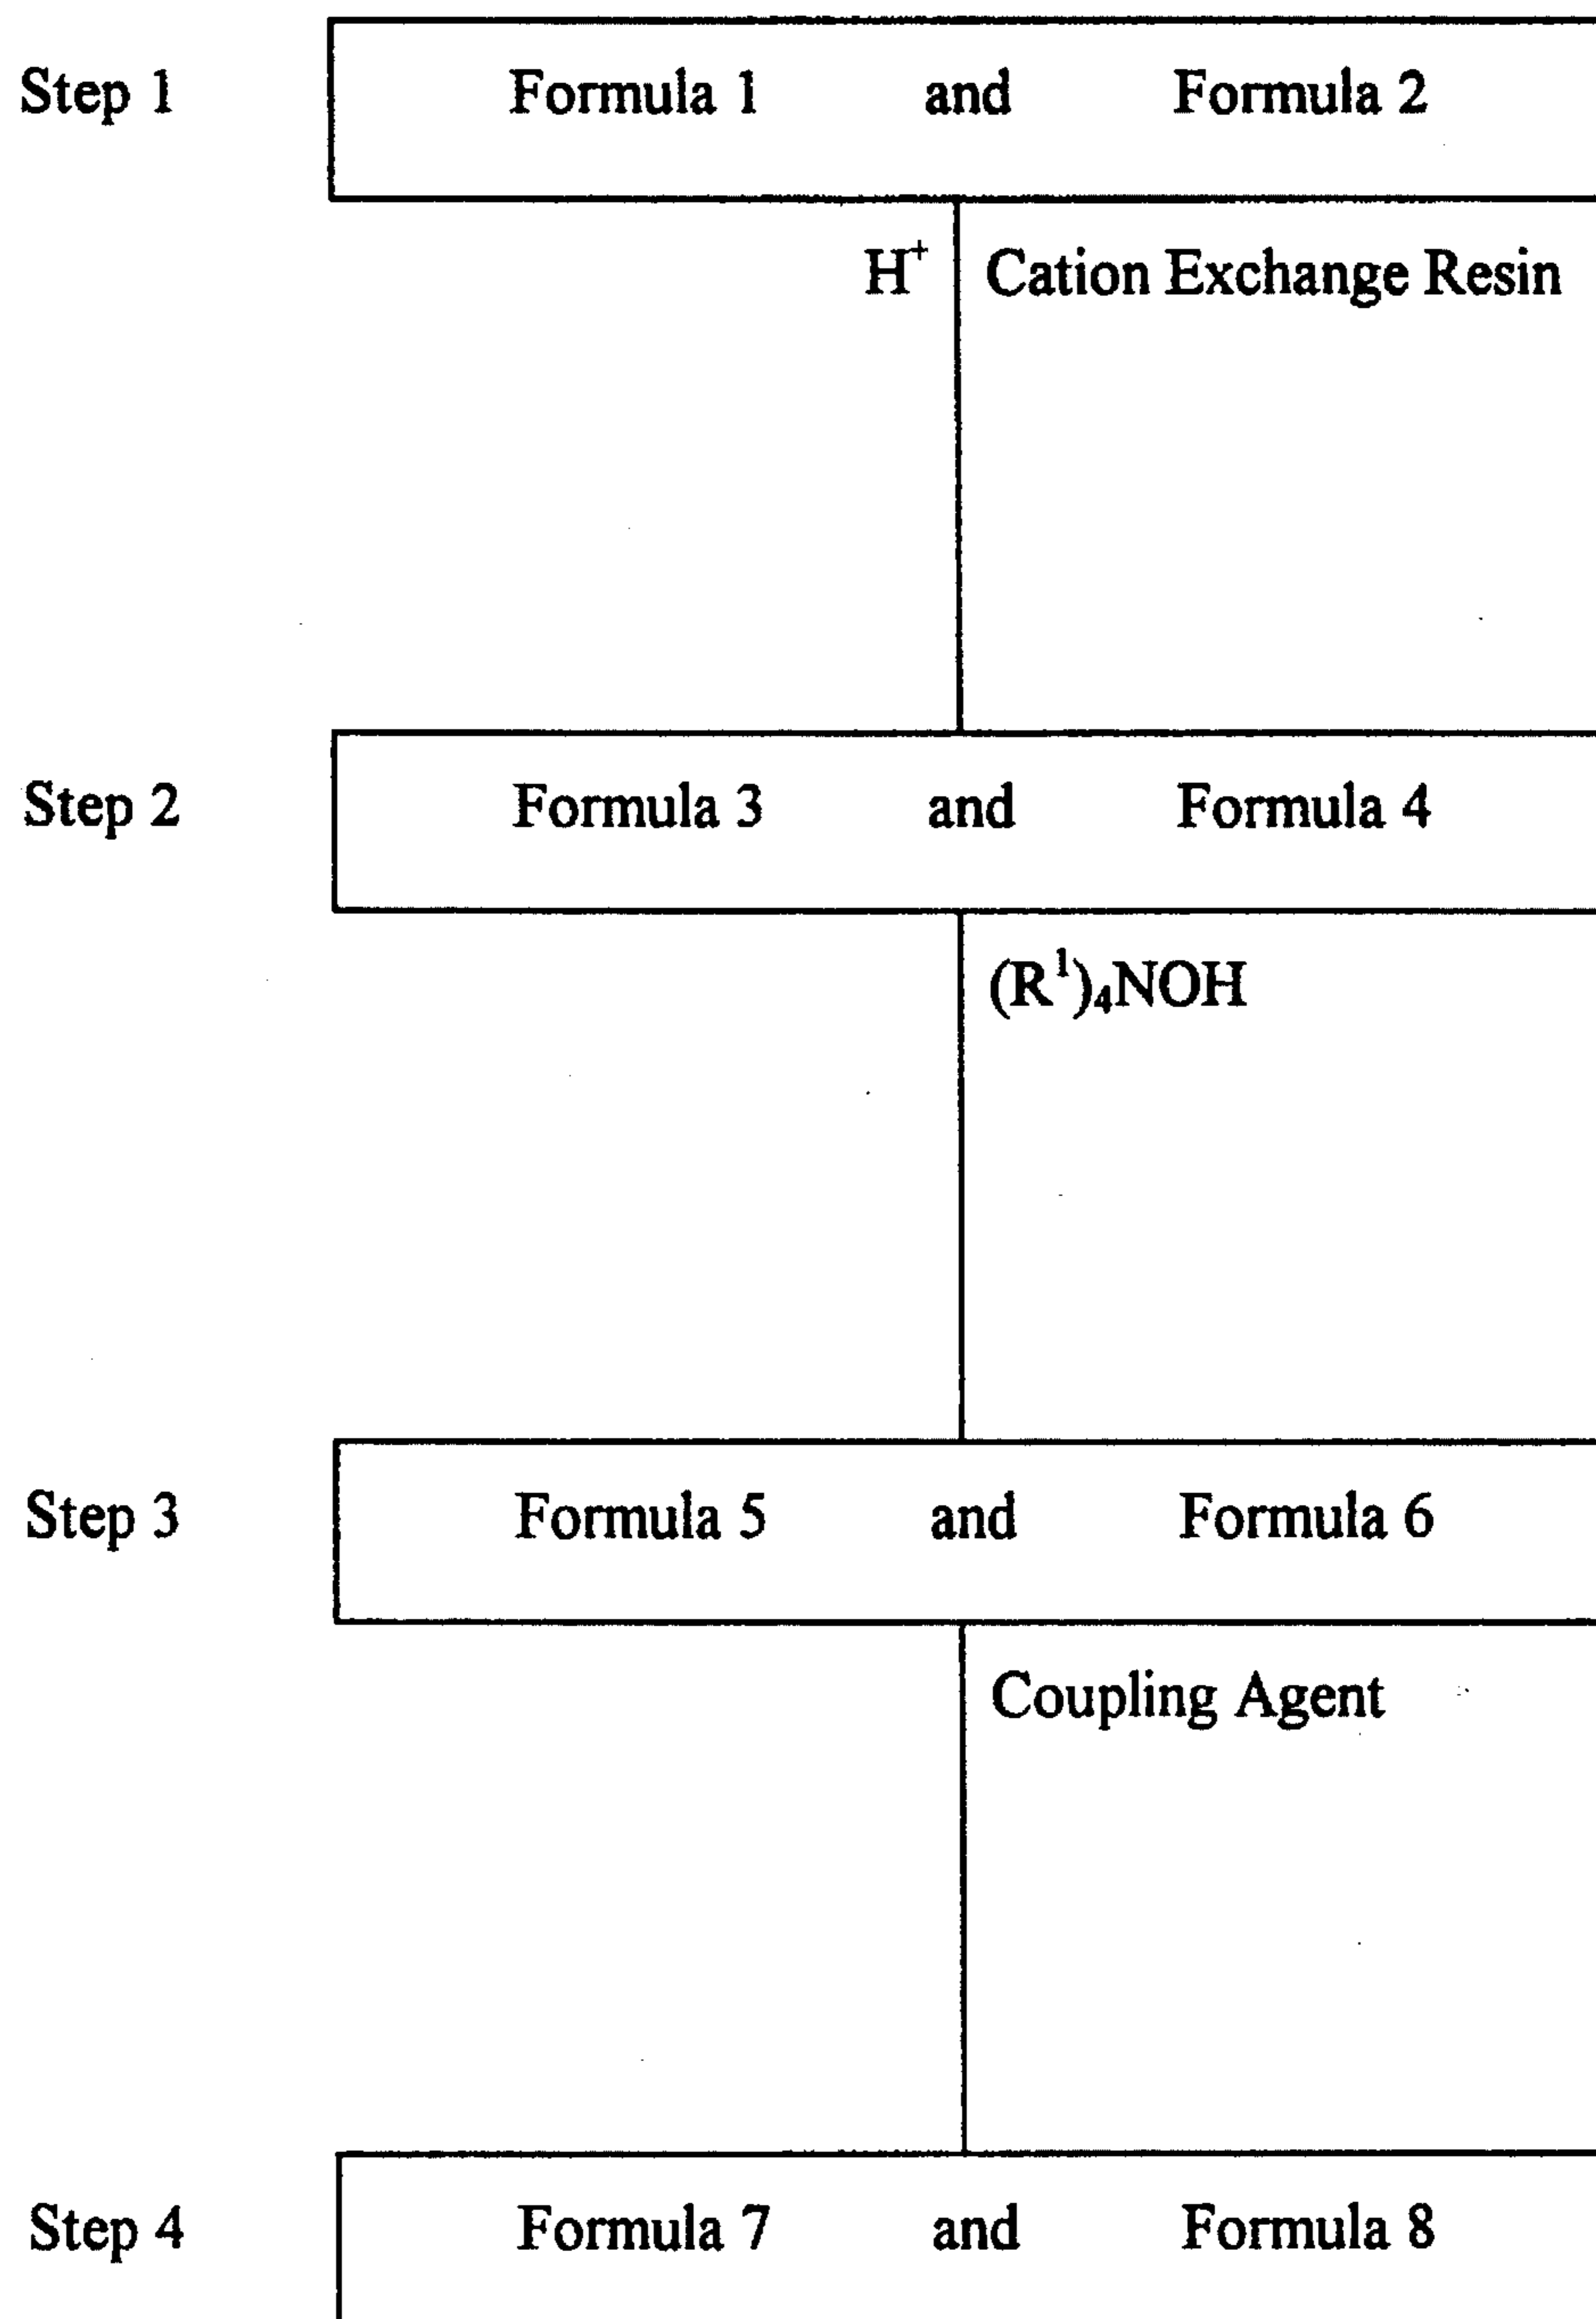 Step 1 Formula 1 and Formula 2
H⁺ Cation Exchange Resin
Step 2 Formula 3 and Formula 4
(R¹)₄NOH
Step 3 Formula 5 and Formula 6
Coupling Agent
Step 4 Formula 7 and Formula 8